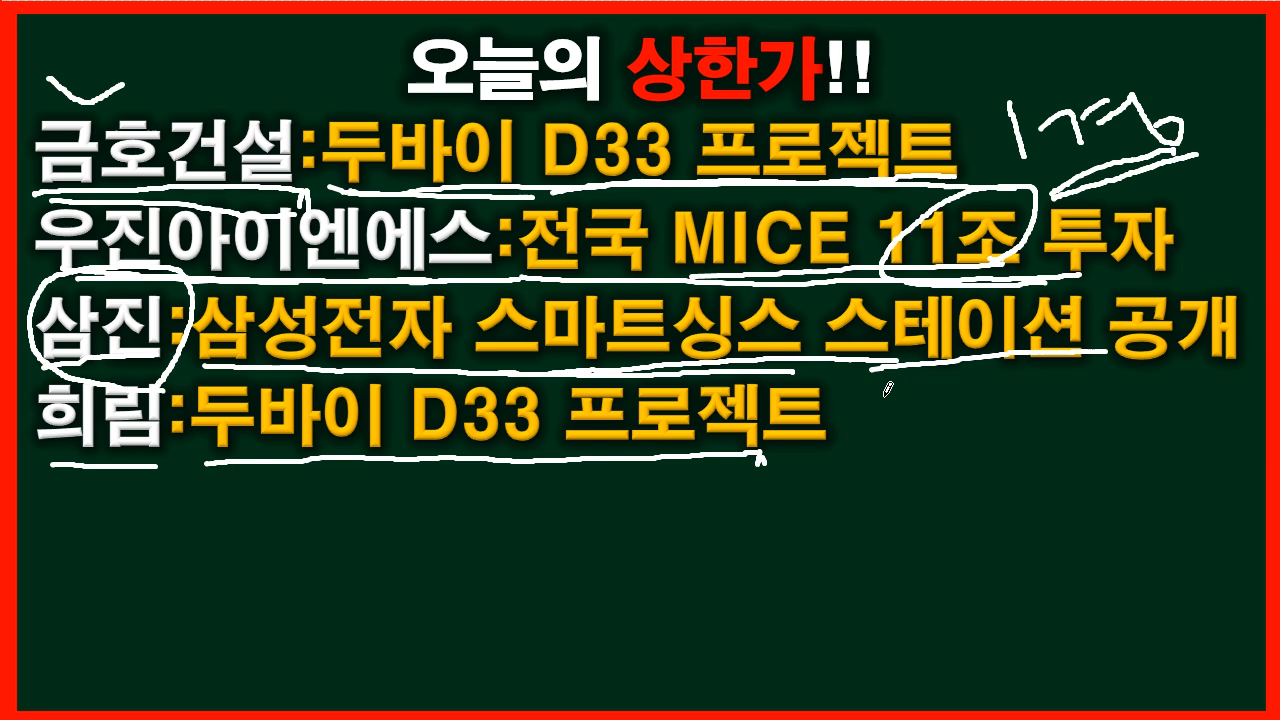 오늘의 상한가!!
금호건설:두바이 D33 프로젝트
우진아이엔에스:전국 MICE 11조 투자
삼진:삼성전자 스마트싱스 스테이션 공개
희림:두바이 D33 프로젝트